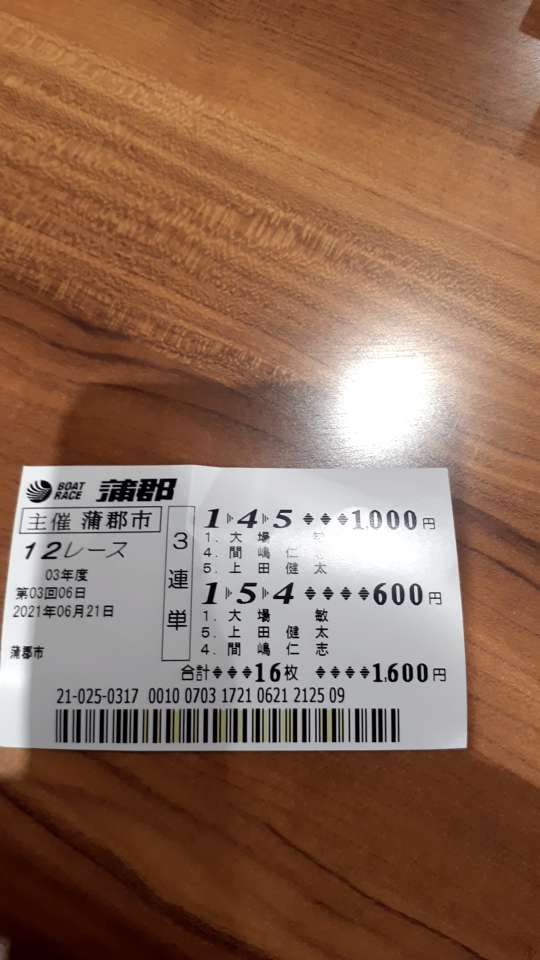 BOAT RACE 蒲郡
主催 蒲郡市
12レース
03年度
第03回06日
2021年06月21日
蒲郡市
3連単
1▷4▷5 ◆◆◆1,000円
1. 大場 敏
4. 間嶋仁志
5. 上田健太
1▷5▷4 ◆◆◆◆600円
1. 大場 敏
5. 上田健太
4. 間嶋仁志
合計◆◆◆16枚 ◆◆◆◆1,600円
21-025-0317 0010 0703 1721 0621 2125 09